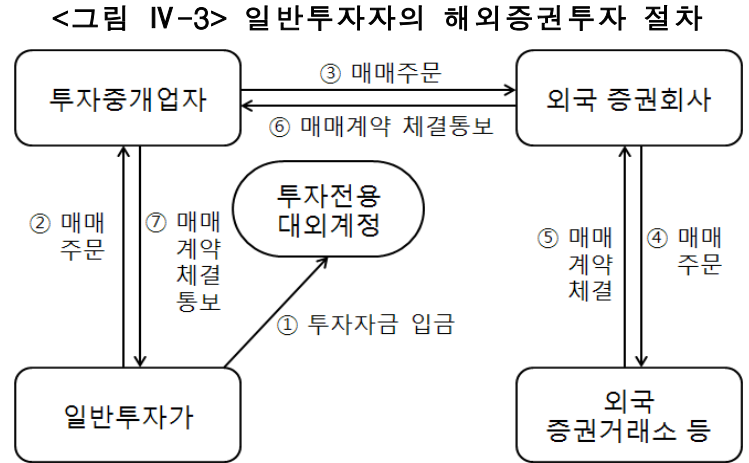 <그림 Ⅳ-3> 일반투자자의 해외증권투자 절차
투자중개업자
③ 매매주문
외국 증권회사
⑥ 매매계약 체결통보
투자전용
대외계정
② 매매
주문
⑦ 매매
계약
체결
통보
⑤ 매매
계약
체결
④ 매매
주문
① 투자자금 입금
일반투자가
외국
증권거래소 등